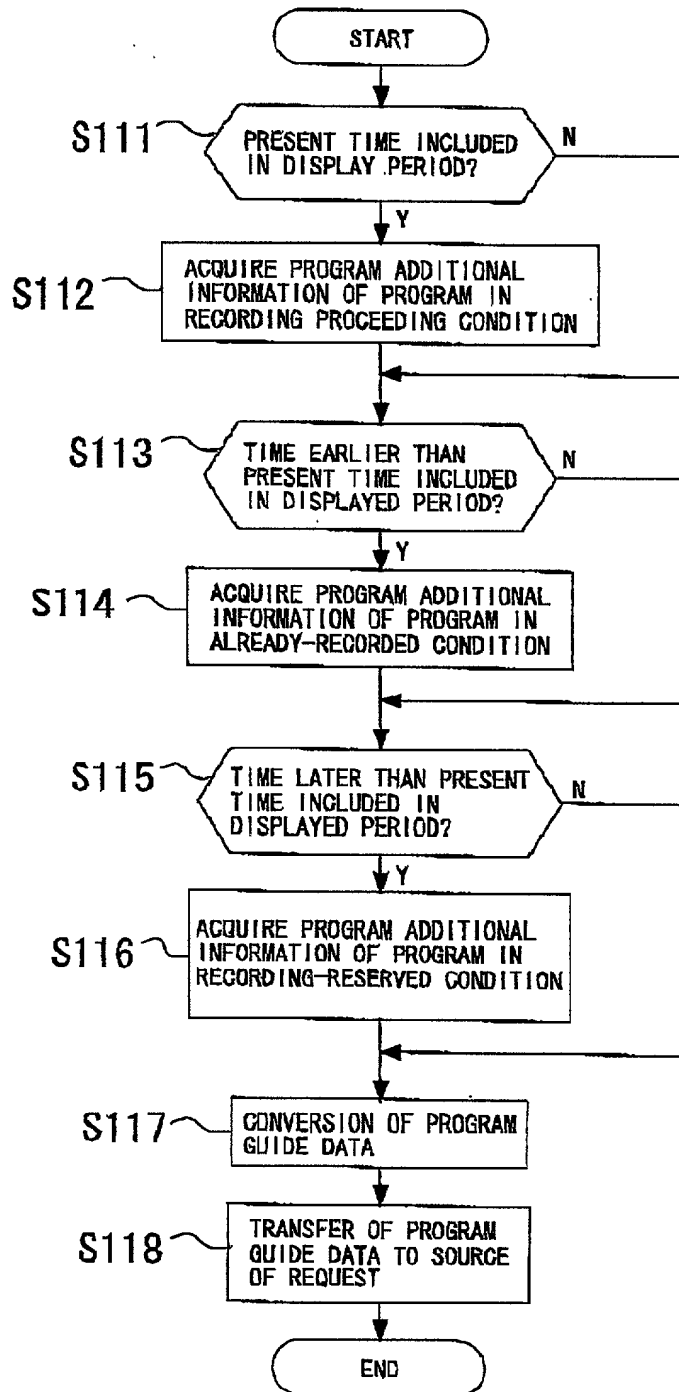 START
S111
PRESENT TIME INCLUDED
IN DISPLAY PERIOD?
N
Y
S112
ACQUIRE PROGRAM ADDITIONAL
INFORMATION OF PROGRAM IN
RECORDING PROCEEDING CONDITION
S113
TIME EARLIER THAN
PRESENT TIME INCLUDED
IN DISPLAYED PERIOD?
N
Y
S114
ACQUIRE PROGRAM ADDITIONAL
INFORMATION OF PROGRAM IN
ALREADY-RECORDED CONDITION
S115
TIME LATER THAN PRESENT
TIME INCLUDED IN
DISPLAYED PERIOD?
N
Y
S116
ACQUIRE PROGRAM ADDITIONAL
INFORMATION OF PROGRAM IN
RECORDING-RESERVED CONDITION
S117
CONVERSION OF PROGRAM
GUIDE DATA
S118
TRANSFER OF PROGRAM
GUIDE DATA TO SOURCE
OF REQUEST
END